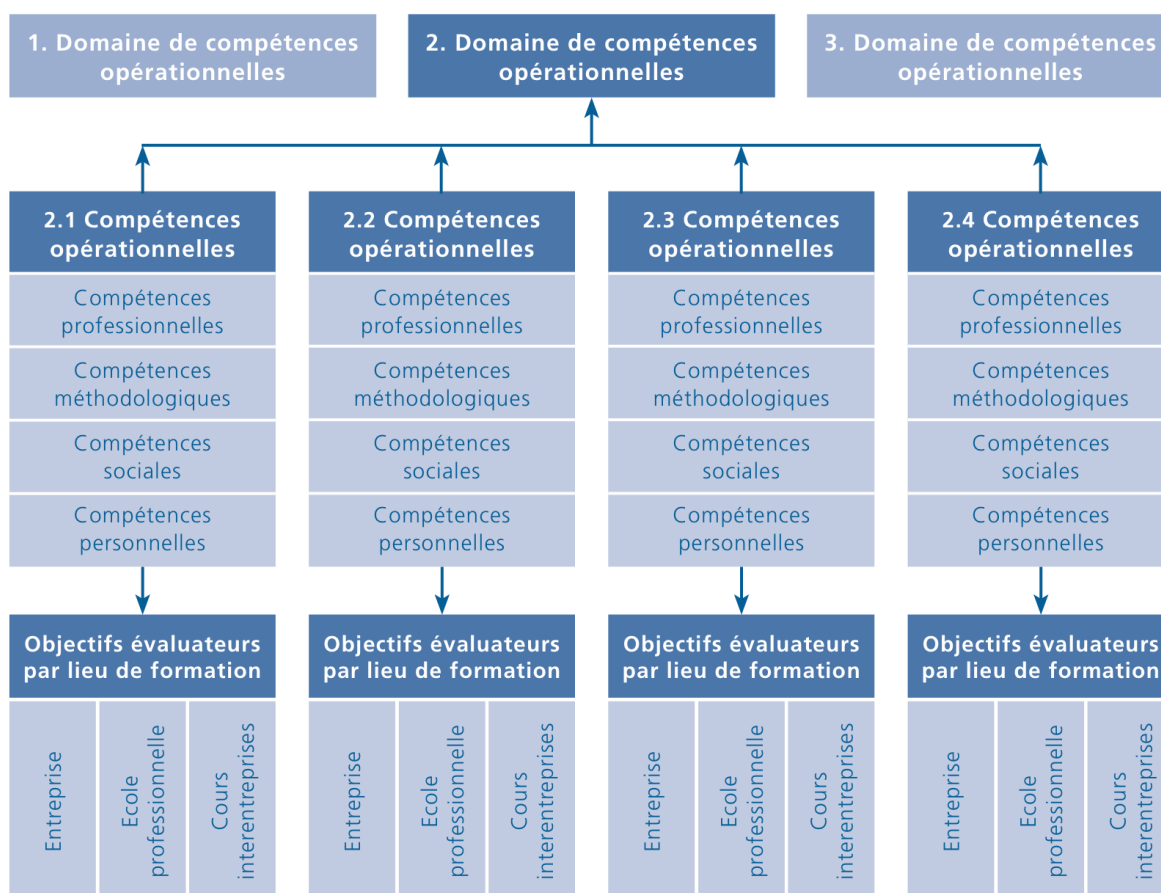 1. Domaine de compétences
opérationnelles
2. Domaine de compétences
opérationnelles
3. Domaine de compétences
opérationnelles
2.1 Compétences
opérationnelles
Compétences
professionnelles
Compétences
méthodologiques
Compétences
sociales
Compétences
personnelles
Objectifs évaluateurs
par lieu de formation
Entreprise
Ecole
professionnelle
Cours
interentreprises
2.2 Compétences
opérationnelles
Compétences
professionnelles
Compétences
méthodologiques
Compétences
sociales
Compétences
personnelles
Objectifs évaluateurs
par lieu de formation
Entreprise
Ecole
professionnelle
Cours
interentreprises
2.3 Compétences
opérationnelles
Compétences
professionnelles
Compétences
méthodologiques
Compétences
sociales
Compétences
personnelles
Objectifs évaluateurs
par lieu de formation
Entreprise
Ecole
professionnelle
Cours
interentreprises
2.4 Compétences
opérationnelles
Compétences
professionnelles
Compétences
méthodologiques
Compétences
sociales
Compétences
personnelles
Objectifs évaluateurs
par lieu de formation
Entreprise
Ecole
professionnelle
Cours
interentreprises